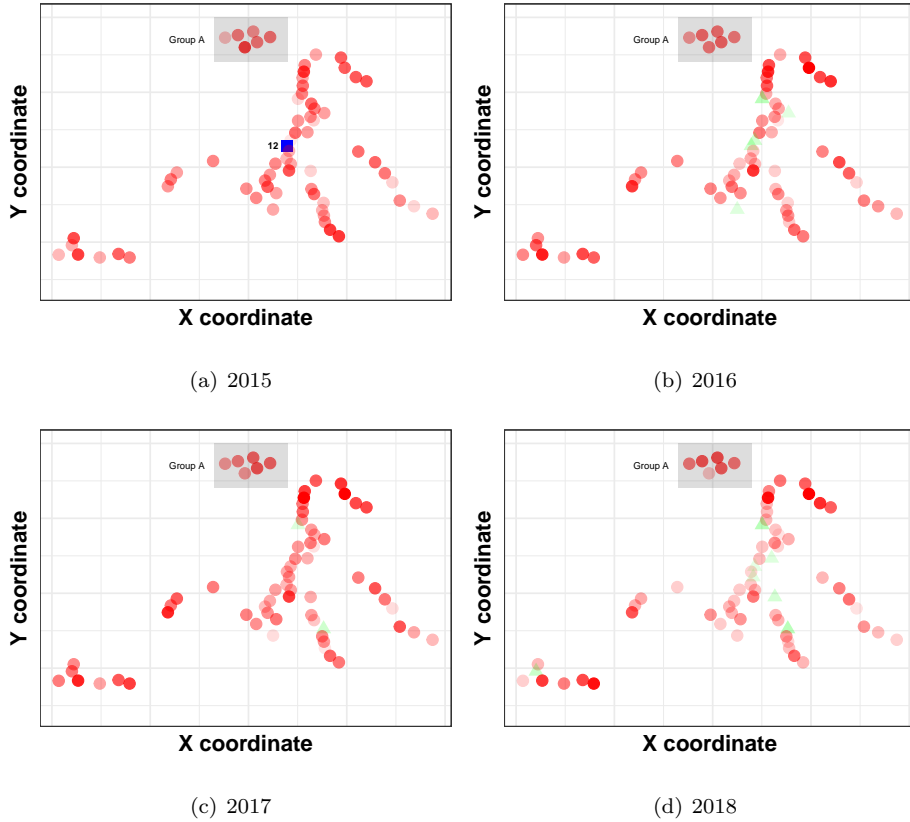 Group A
Group A
12
Y coordinate
Y coordinate
X coordinate
X coordinate
(a) 2015
(b) 2016
Group A
Group A
Y coordinate
Y coordinate
X coordinate
X coordinate
(c) 2017
(d) 2018